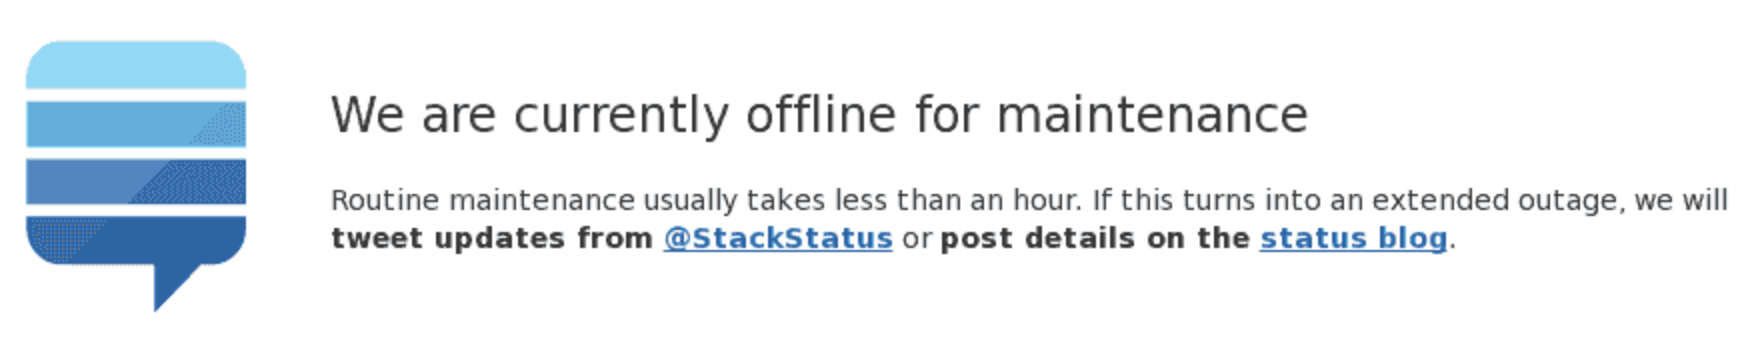 We are currently offline for maintenance
Routine maintenance usually takes less than an hour. If this turns into an extended outage, we will
tweet updates from @StackStatus or post details on the status blog.